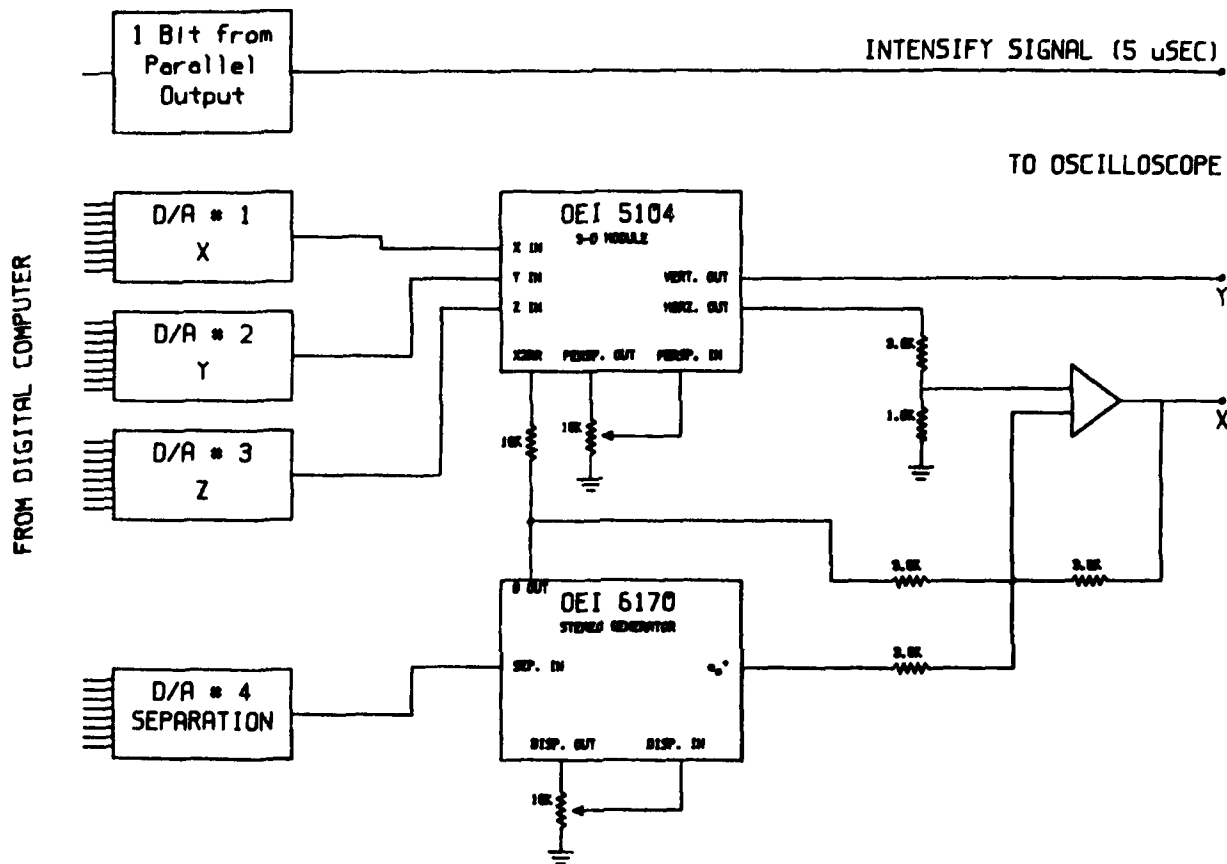 1 Bit from
Parallel
Output
INTENSIFY SIGNAL (5 uSEC)
TO OSCILLOSCOPE
FROM DIGITAL COMPUTER
D/A # 1
X
D/A # 2
Y
D/A # 3
Z
D/A # 4
SEPARATION
OEI 5104
3-D MODULE
X IN
Y IN
Z IN
VERT. OUT
HORZ. OUT
PERSP. OUT
PERSP. IN
10K
10K
Y
X
OEI 6170
STEREO GENERATOR
SEP. IN
DISP. OUT
DISP. IN
10K